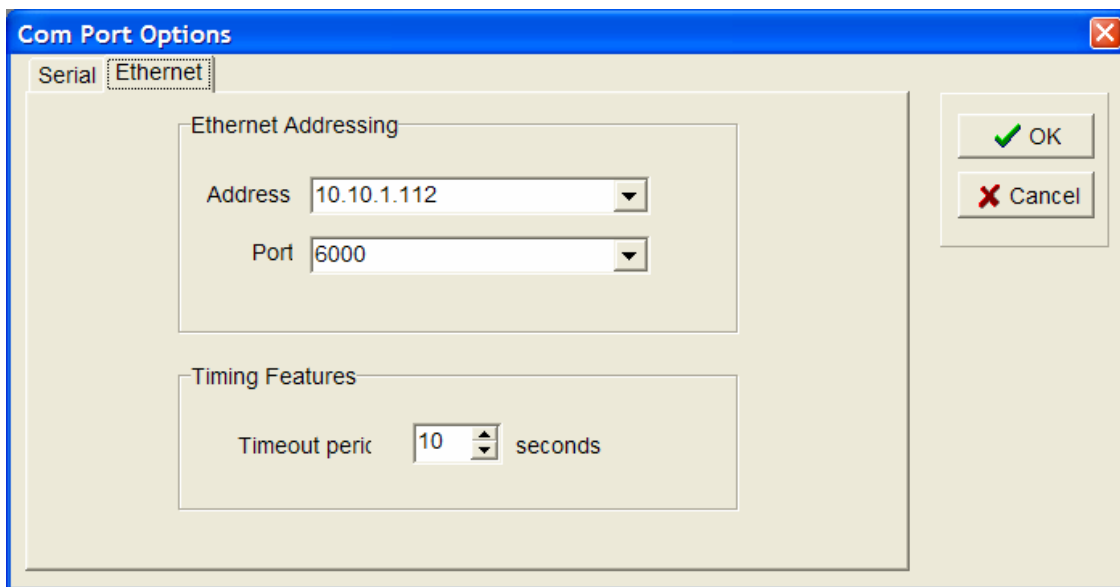 Com Port Options
Serial Ethernet
Ethernet Addressing
Address 10.10.1.112
Port 6000
Timing Features
Timeout peric 10 seconds
OK
Cancel